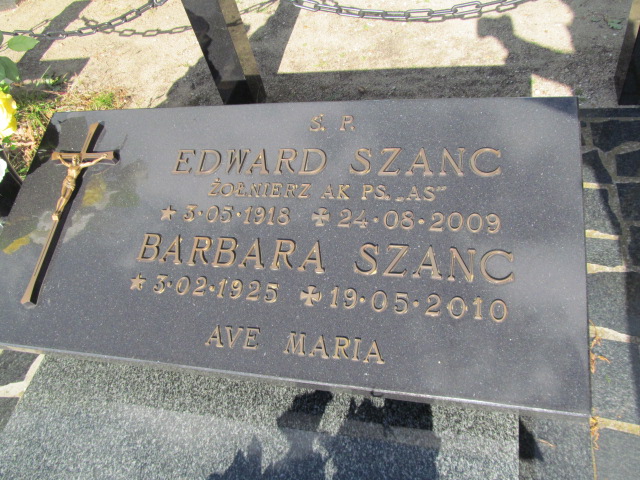 Ś. P.
EDWARD SZANC
ŻOŁNIERZ AK PS. „AS"
★3·05·1918 ✠24·08·2009
BARBARA SZANC
★3·02·1925 ✠19·05·2010
AVE MARIA